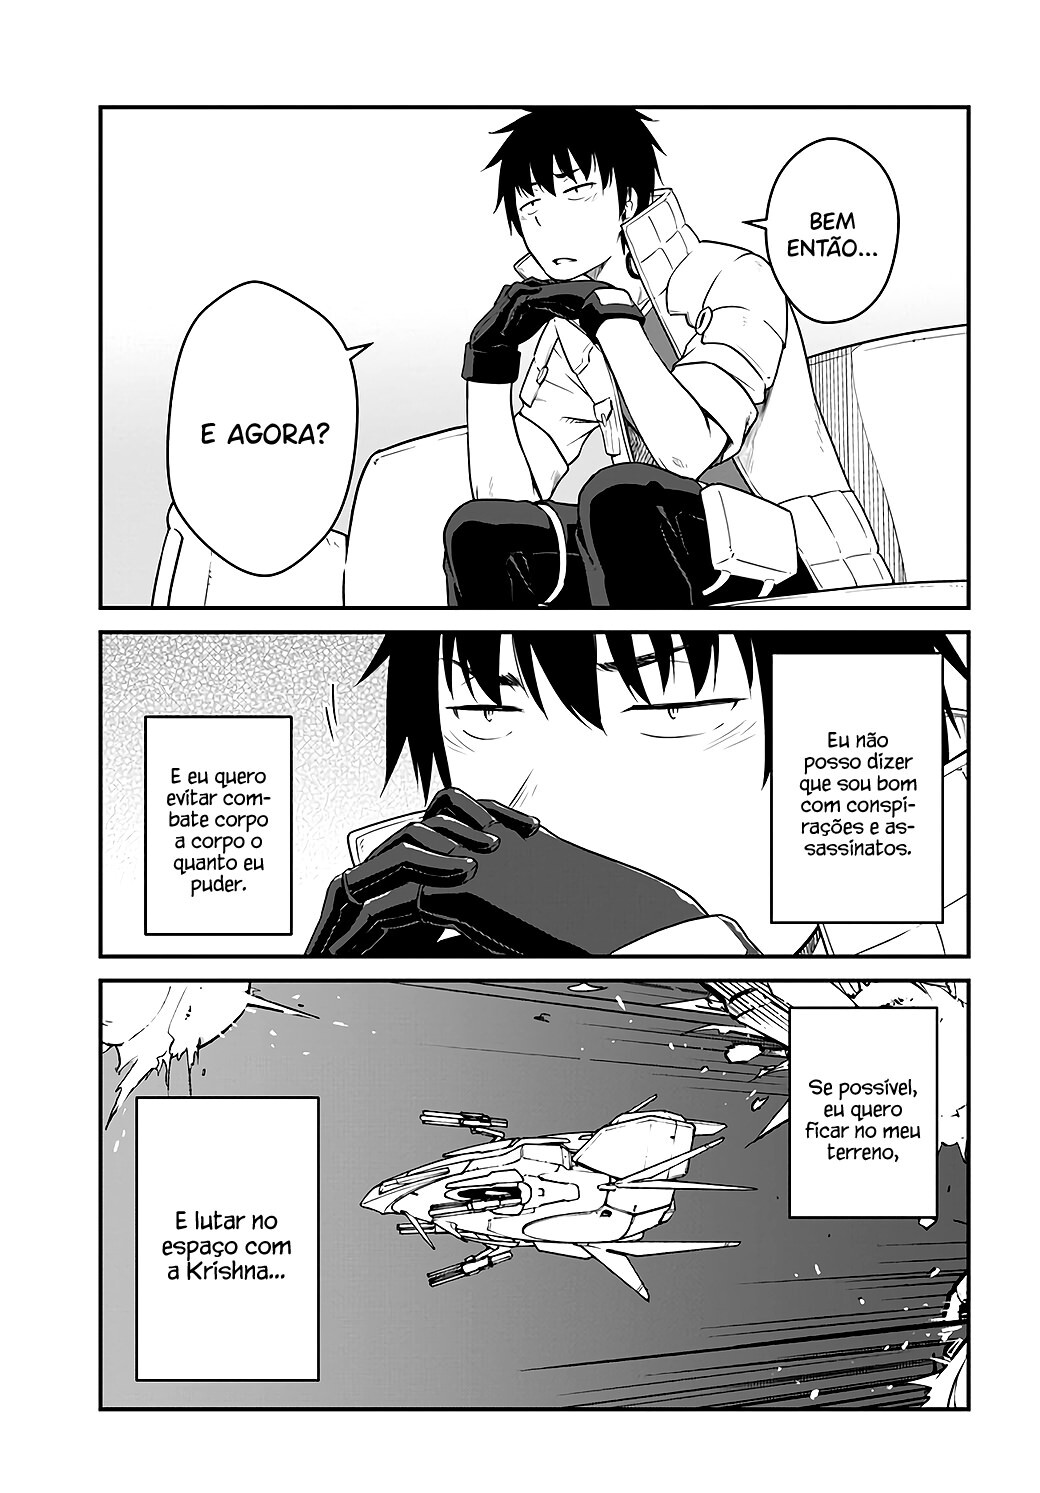 BEM
ENTÃO...
E AGORA?
Eu não
posso dizer
que sou bom
com conspi-
rações e as-
sassinatos.
E eu quero
evitar com-
bate corpo
a corpo o
quanto eu
puder.
Se possível,
eu quero
ficar no meu
terreno,
E lutar no
espaço com
a Krishna...